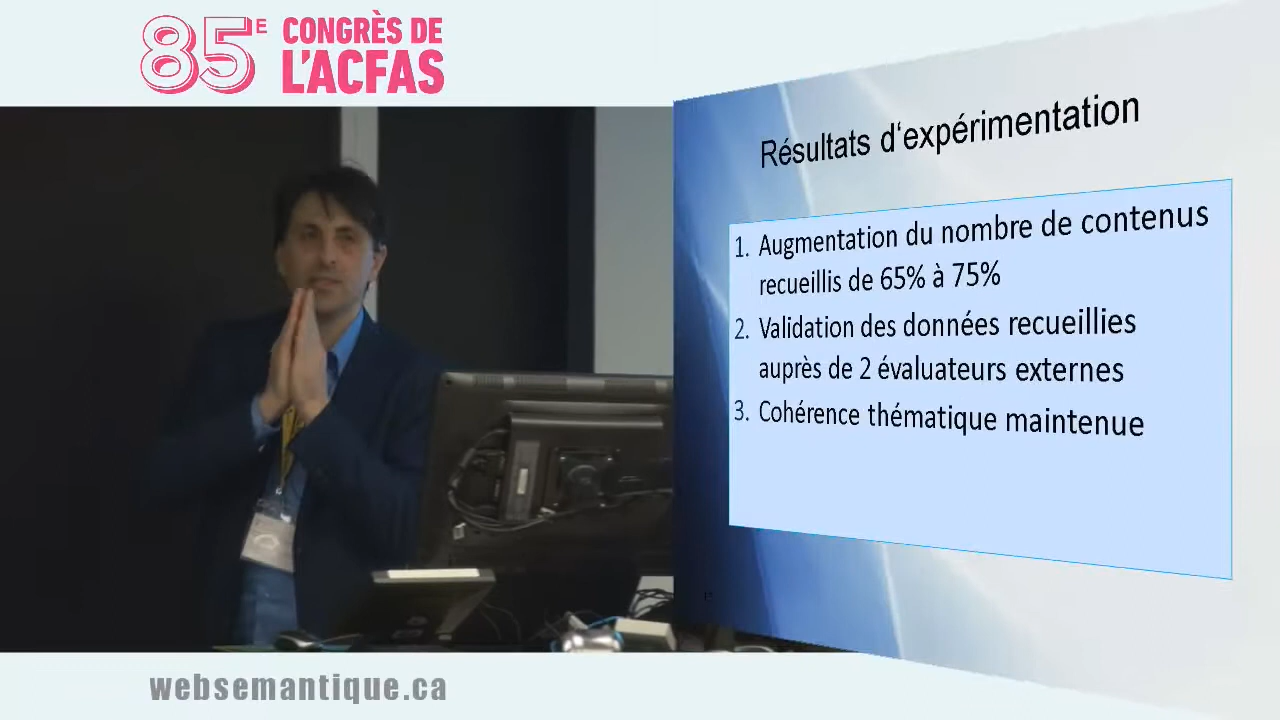 85E CONGRÈS DE
L'ACFAS
Résultats d‘expérimentation
1. Augmentation du nombre de contenus
recueillis de 65% à 75%
2. Validation des données recueillies
auprès de 2 évaluateurs externes
3. Cohérence thématique maintenue
websemantique.ca